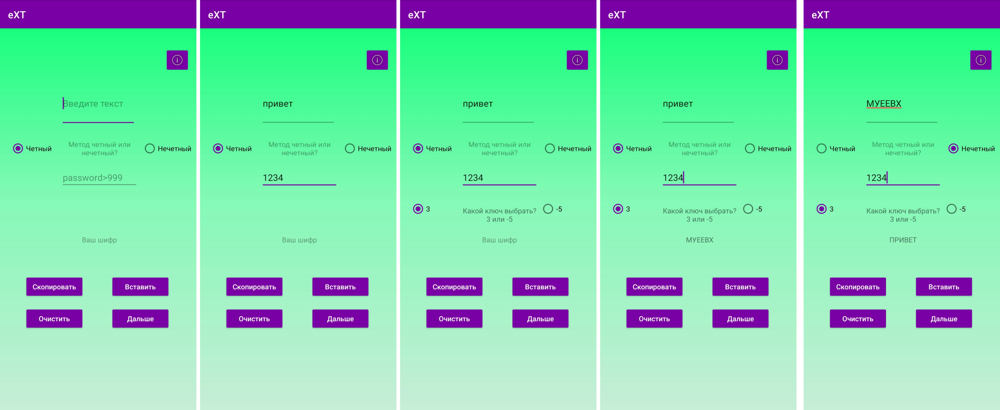 eXT
Введите текст
Четный
Метод четный или
нечетный?
Нечетный
password>999
Ваш шифр
Скопировать
Вставить
Очистить
Дальше
eXT
привет
Четный
Метод четный или
нечетный?
Нечетный
1234
Ваш шифр
Скопировать
Вставить
Очистить
Дальше
eXT
привет
Четный
Метод четный или
нечетный?
Нечетный
1234
3
Какой ключ выбрать?
3 или -5
-5
Ваш шифр
Скопировать
Вставить
Очистить
Дальше
eXT
привет
Четный
Метод четный или
нечетный?
Нечетный
1234
3
Какой ключ выбрать?
3 или -5
-5
МУЕЕВХ
Скопировать
Вставить
Очистить
Дальше
eXT
МУЕЕВХ
Четный
Метод четный или
нечетный?
Нечетный
1234
3
Какой ключ выбрать?
3 или -5
-5
ПРИВЕТ
Скопировать
Вставить
Очистить
Дальше